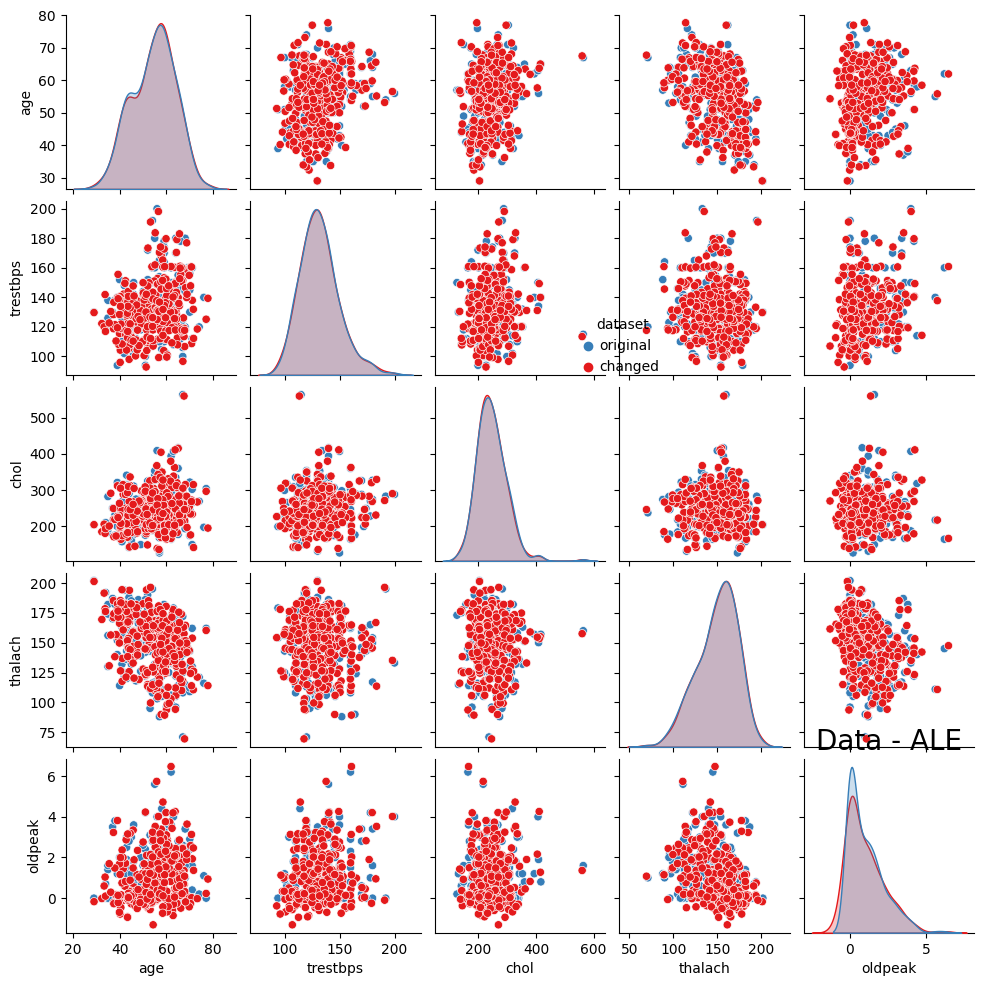 80
70
60
50
40
30
age
200
180
160
140
120
100
trestbps
dataset
original
changed
500
400
300
200
chol
200
175
150
125
100
75
thalach
Data - ALE
6
4
2
0
oldpeak
20 40 60 80
100 150 200
200 400 600
50 100 150 200
0 5
age trestbps chol thalach oldpeak